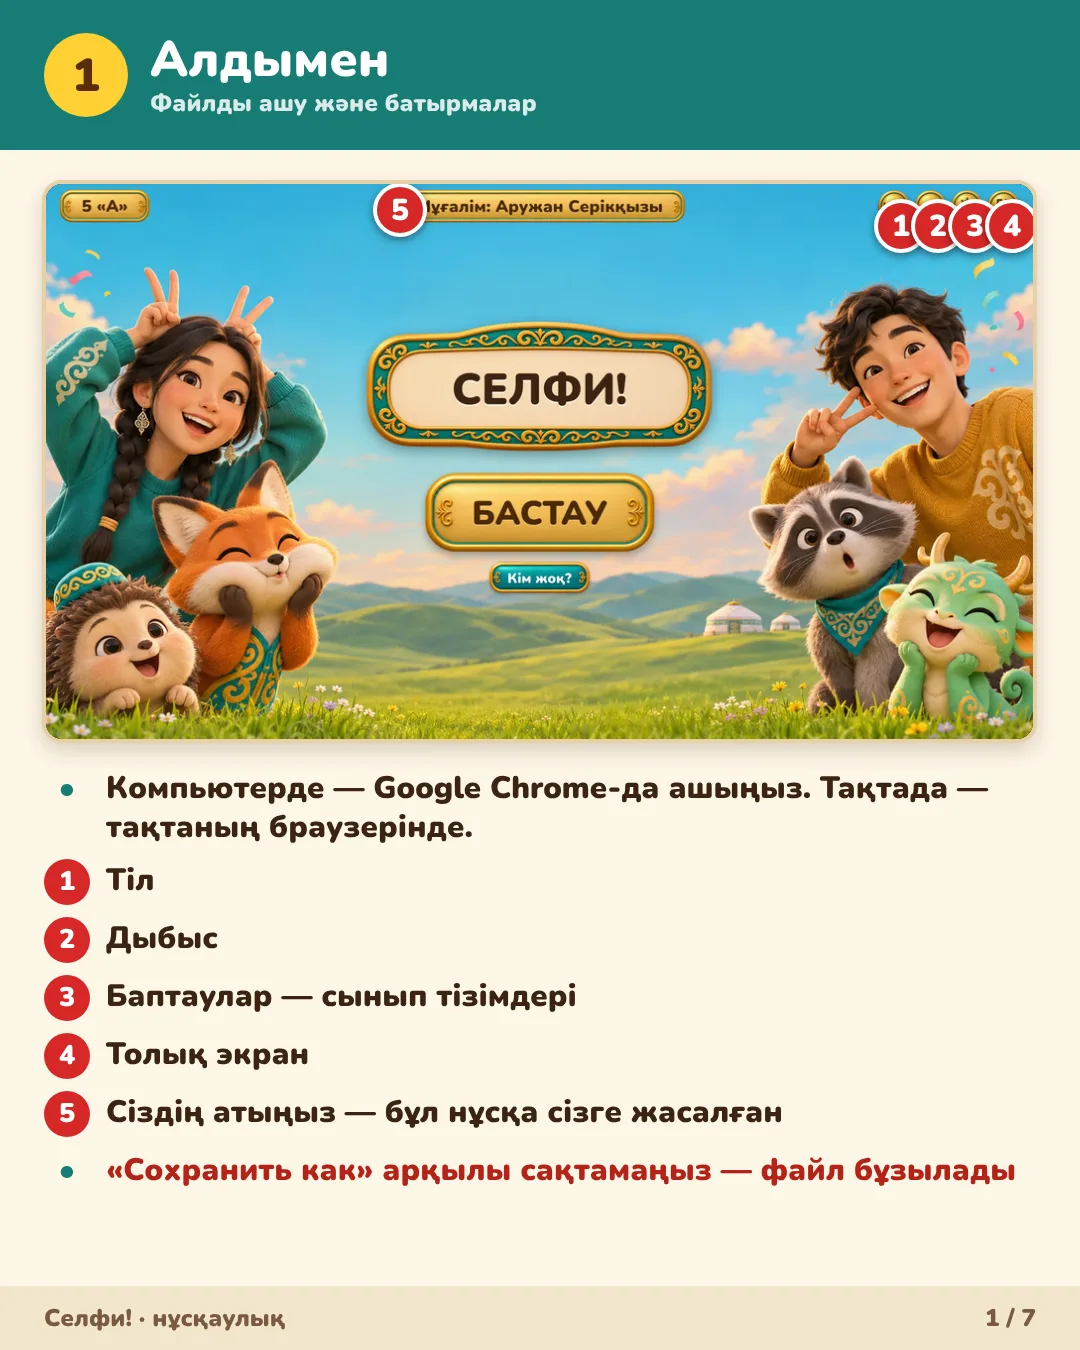 1
Алдымен
Файлды ашу және батырмалар
5 «А»
5
Мұғалім: Аружан Серікқызы
1 2 3 4
СЕЛФИ!
БАСТАУ
Кім жоқ?
• Компьютерде — Google Chrome-да ашыңыз. Тақтада —
тақтаның браузерінде.
1 Тіл
2 Дыбыс
3 Баптаулар — сынып тізімдері
4 Толық экран
5 Сіздің атыңыз — бұл нұсқа сізге жасалған
• «Сохранить как» арқылы сақтамаңыз — файл бұзылады
Селфи! · нұсқаулық
1 / 7